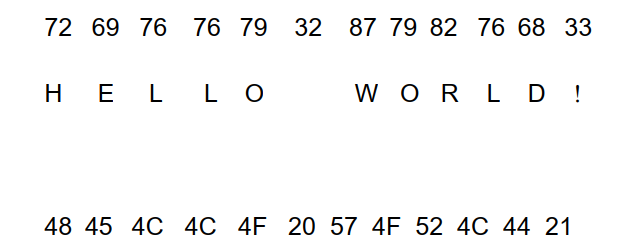 72 69 76 76 79 32 87 79 82 76 68 33
H E L L O W O R L D !
48 45 4C 4C 4F 20 57 4F 52 4C 44 21